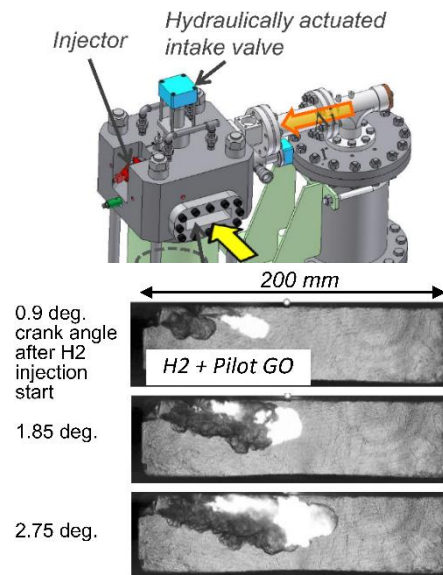 Injector
Hydraulically actuated
intake valve
200 mm
0.9 deg.
crank angle
after H2
injection
start
H2 + Pilot GO
1.85 deg.
2.75 deg.